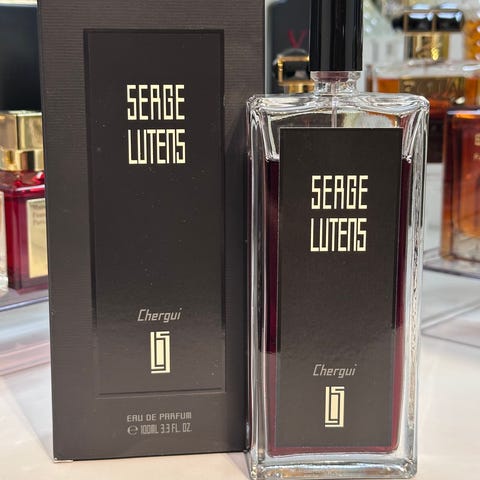 SERGE
LUTENS
Chergui
EAU DE PARFUM
℮ 100ML 3.3 FL. OZ.
SERGE
LUTENS
Chergui